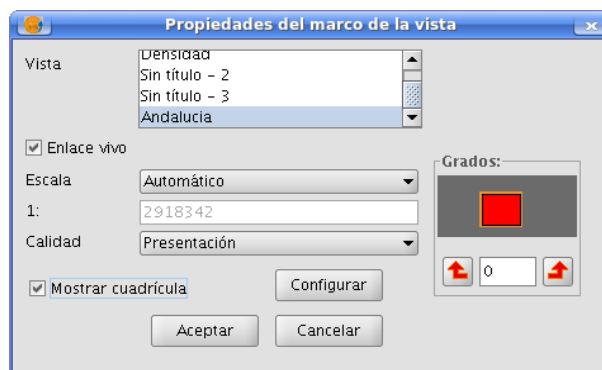 Propiedades del marco de la vista
Vista
Densidad
Sin título - 2
Sin título - 3
Andalucia
Enlace vivo
Escala
Automático
1:
2918342
Calidad
Presentación
Grados:
0
Mostrar cuadrícula
Configurar
Aceptar
Cancelar